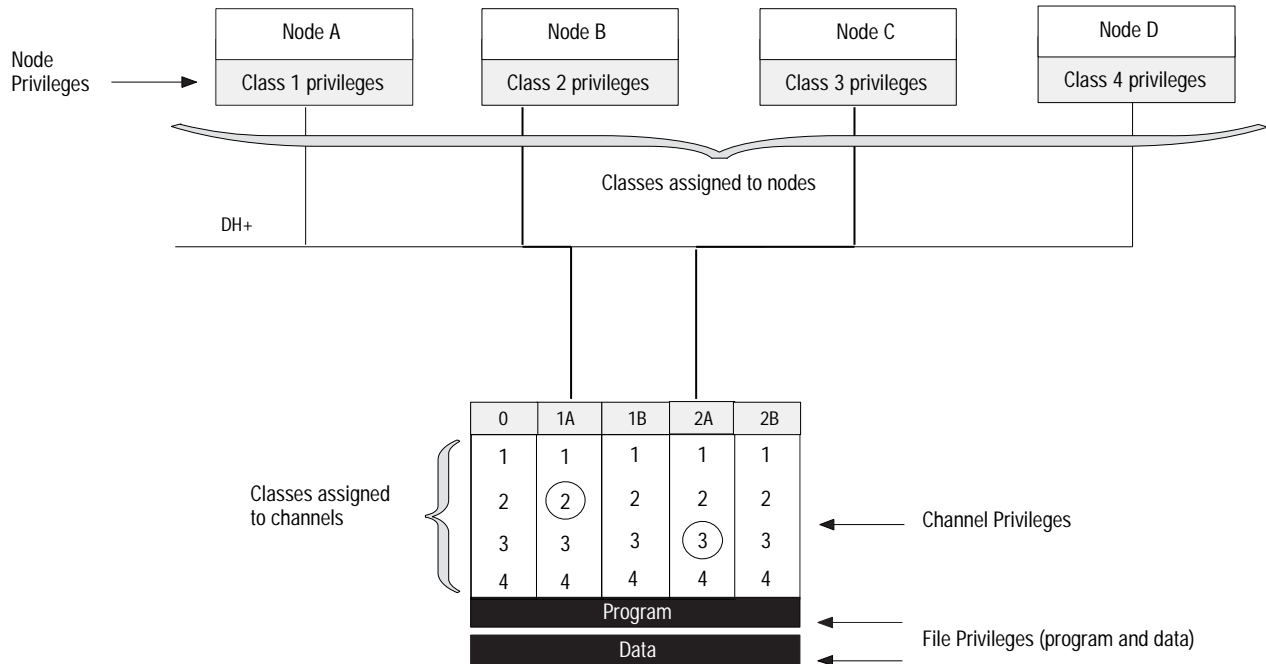 Node A
Node B
Node C
Node D
Node
Privileges
Class 1 privileges
Class 2 privileges
Class 3 privileges
Class 4 privileges
Classes assigned to nodes
DH+
0 1A 1B 2A 2B
1 1 1 1 1
2 2 2 2 2
3 3 3 3 3
4 4 4 4 4
Classes assigned
to channels
Channel Privileges
Program
Data
File Privileges (program and data)